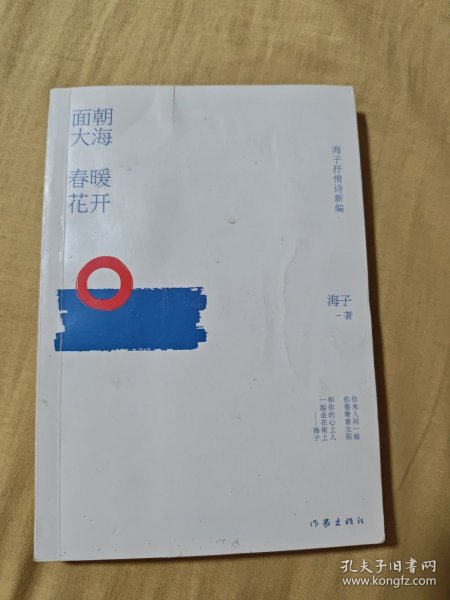 面朝
大海
春暖
花开
海子抒情诗新编
海子
著
你来人间一趟
你要看看太阳
和你的心上人
一起走在街上
——海子
作家出版社
孔夫子旧书网
www.kongfz.com